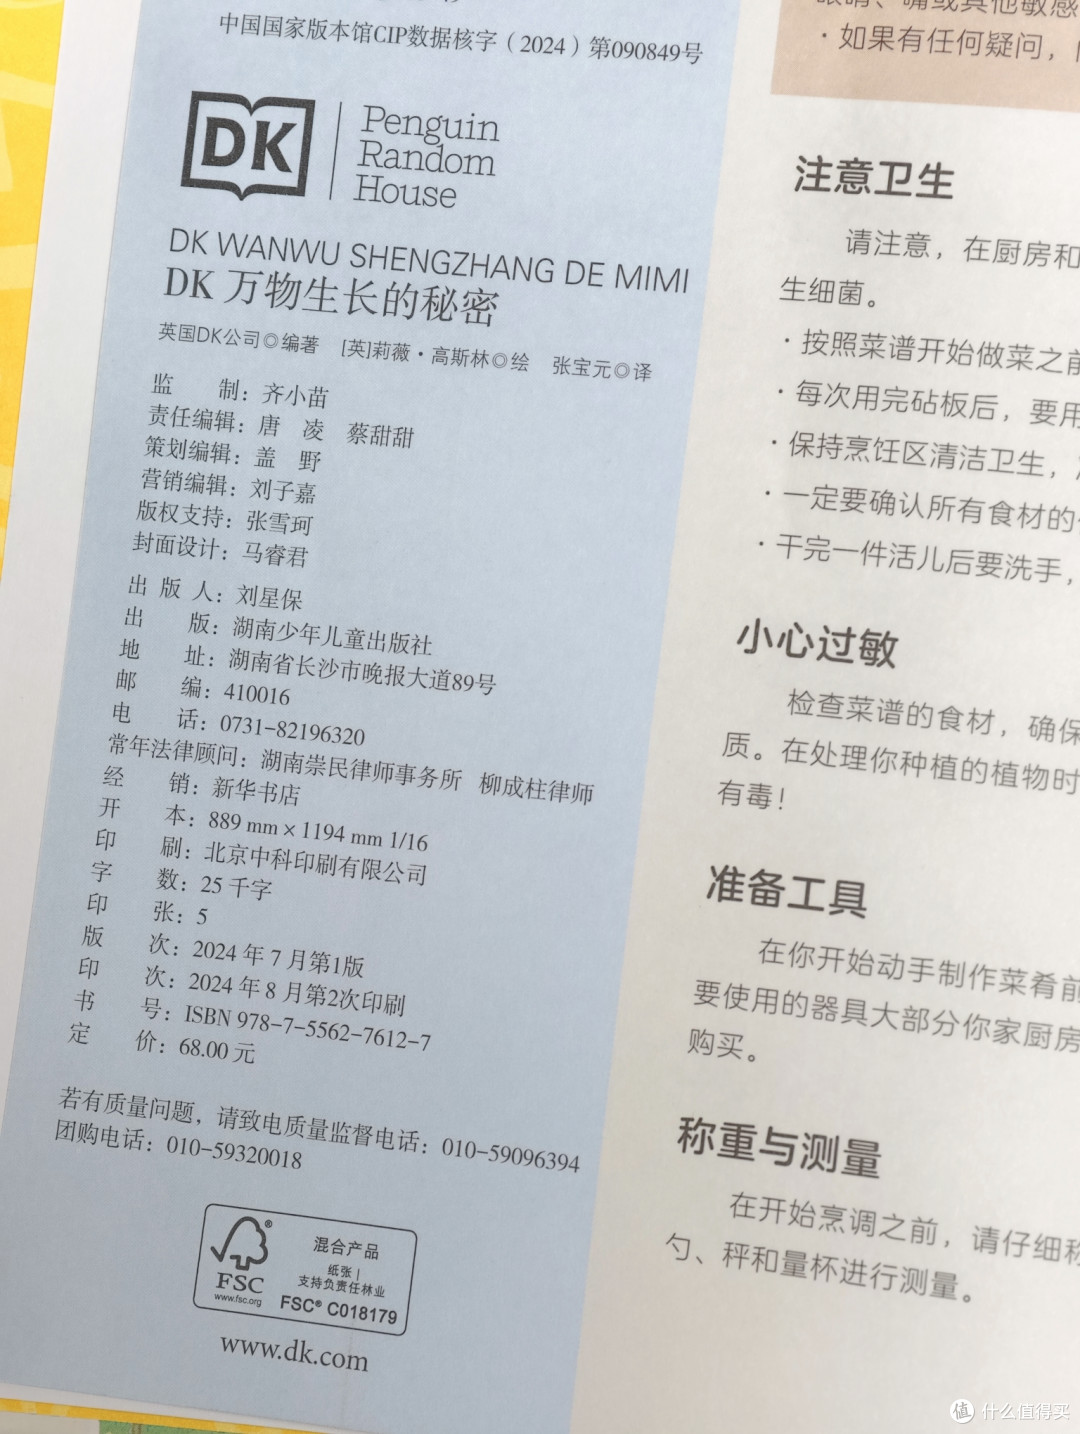 中国国家版本馆CIP数据核字（2024）第090849号
DK
Penguin
Random
House
DK WANWU SHENGZHANG DE MIMI
DK 万物生长的秘密
英国DK公司◎编著 [英]莉薇·高斯林◎绘 张宝元◎译
监 制：齐小苗
责任编辑：唐 凌 蔡甜甜
策划编辑：盖 野
营销编辑：刘子嘉
版权支持：张雪珂
封面设计：马睿君
出 版 人：刘星保
出 版：湖南少年儿童出版社
地 址：湖南省长沙市晚报大道89号
邮 编：410016
电 话：0731-82196320
常年法律顾问：湖南崇民律师事务所 柳成柱律师
经 销：新华书店
开 本：889 mm × 1194 mm 1/16
印 刷：北京中科印刷有限公司
字 数：25 千字
印 张：5
版 次：2024 年 7 月第1版
印 次：2024 年 8 月第2次印刷
书 号：ISBN 978-7-5562-7612-7
定 价：68.00 元
若有质量问题，请致电质量监督电话：010-59096394
团购电话：010-59320018
FSC
www.fsc.org
混合产品
纸张 |
支持负责任林业
FSC® C018179
www.dk.com
嘴或其他敏感
·如果有任何疑问，
注意卫生
请注意，在厨房和
生细菌。
·按照菜谱开始做菜之前
·每次用完砧板后，要用
·保持烹饪区清洁卫生，
·一定要确认所有食材的
·干完一件活儿后要洗手，
小心过敏
检查菜谱的食材，确保
质。在处理你种植的植物时
有毒！
准备工具
在你开始动手制作菜肴前
要使用的器具大部分你家厨房
购买。
称重与测量
在开始烹调之前，请仔细称
勺、秤和量杯进行测量。
值 什么值得买